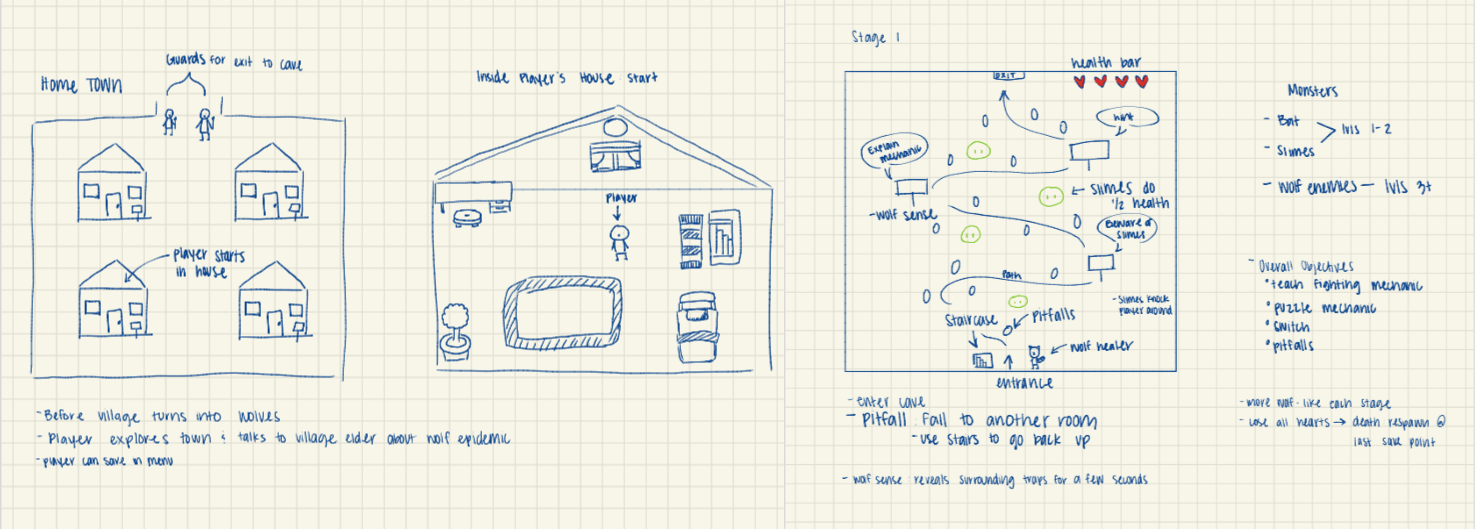 Guards for exit to cave
Home TOWN
player starts
in house
-Before village turns into wolves
-Player explores town & talks to village elder about wolf epidemic
-player can save in menu
Inside Player's House: start
Player
Stage 1
health bar
EXIT
hint
Explain
mechanic
-wolf sense
slimes do
1/2 health
Beware of
slimes
Path
-Slimes knock
player around
Staircase
Pitfalls
wolf healer
entrance
-enter cave
-Pitfall: Fall to another room
-use stairs to go back up
-wolf sense: reveals surrounding traps for a few seconds
Monsters
-Bat
-Slimes
lvls 1-2
-wolf enemies — lvls 3+
-Overall Objectives
•teach fighting mechanic
•puzzle mechanic
•switch
•pitfalls
-more wolf-like each stage
-lose all hearts → death respawn @
last save point